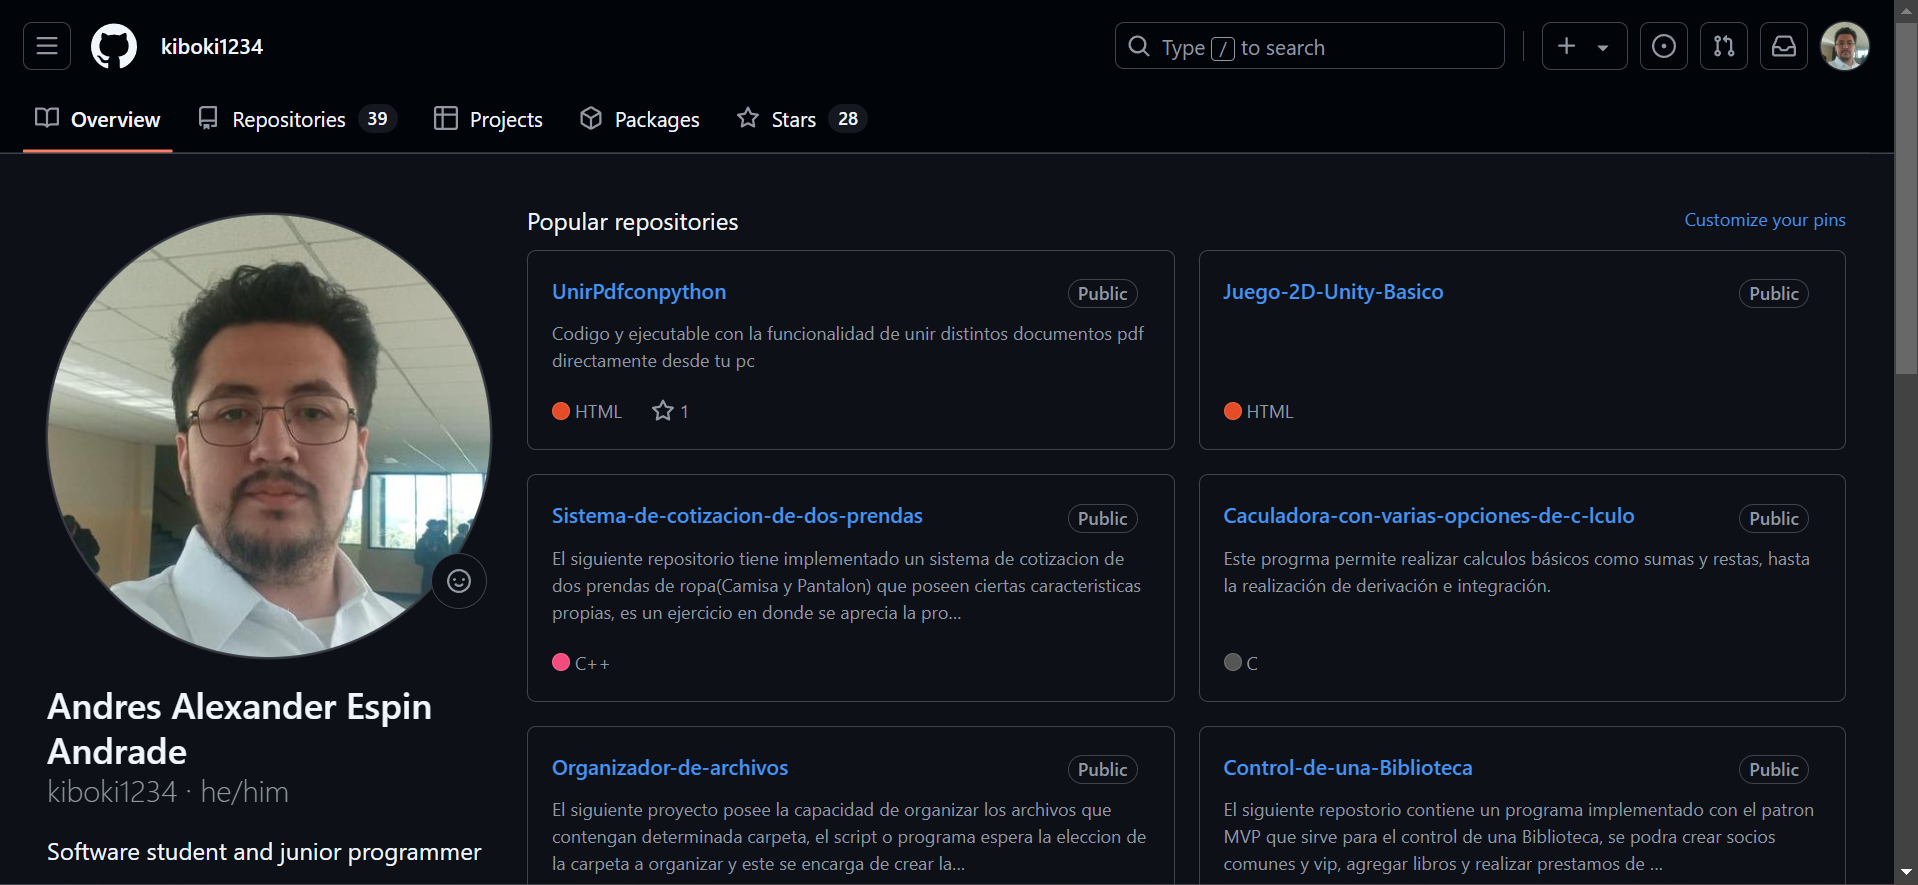 kiboki1234
Type / to search
Overview
Repositories 39
Projects
Packages
Stars 28
Popular repositories
Customize your pins
UnirPdfconpython
Public
Codigo y ejecutable con la funcionalidad de unir distintos documentos pdf
directamente desde tu pc
HTML
1
Juego-2D-Unity-Basico
Public
HTML
Sistema-de-cotizacion-de-dos-prendas
Public
El siguiente repositorio tiene implementado un sistema de cotizacion de
dos prendas de ropa(Camisa y Pantalon) que poseen ciertas caracteristicas
propias, es un ejercicio en donde se aprecia la pro...
C++
Caculadora-con-varias-opciones-de-c-lculo
Public
Este progrma permite realizar calculos básicos como sumas y restas, hasta
la realización de derivación e integración.
C
Organizador-de-archivos
Public
El siguiente proyecto posee la capacidad de organizar los archivos que
contengan determinada carpeta, el script o programa espera la eleccion de
la carpeta a organizar y este se encarga de crear la...
Control-de-una-Biblioteca
Public
El siguiente repostorio contiene un programa implementado con el patron
MVP que sirve para el control de una Biblioteca, se podra crear socios
comunes y vip, agregar libros y realizar prestamos de ...
Andres Alexander Espin
Andrade
kiboki1234 · he/him
Software student and junior programmer